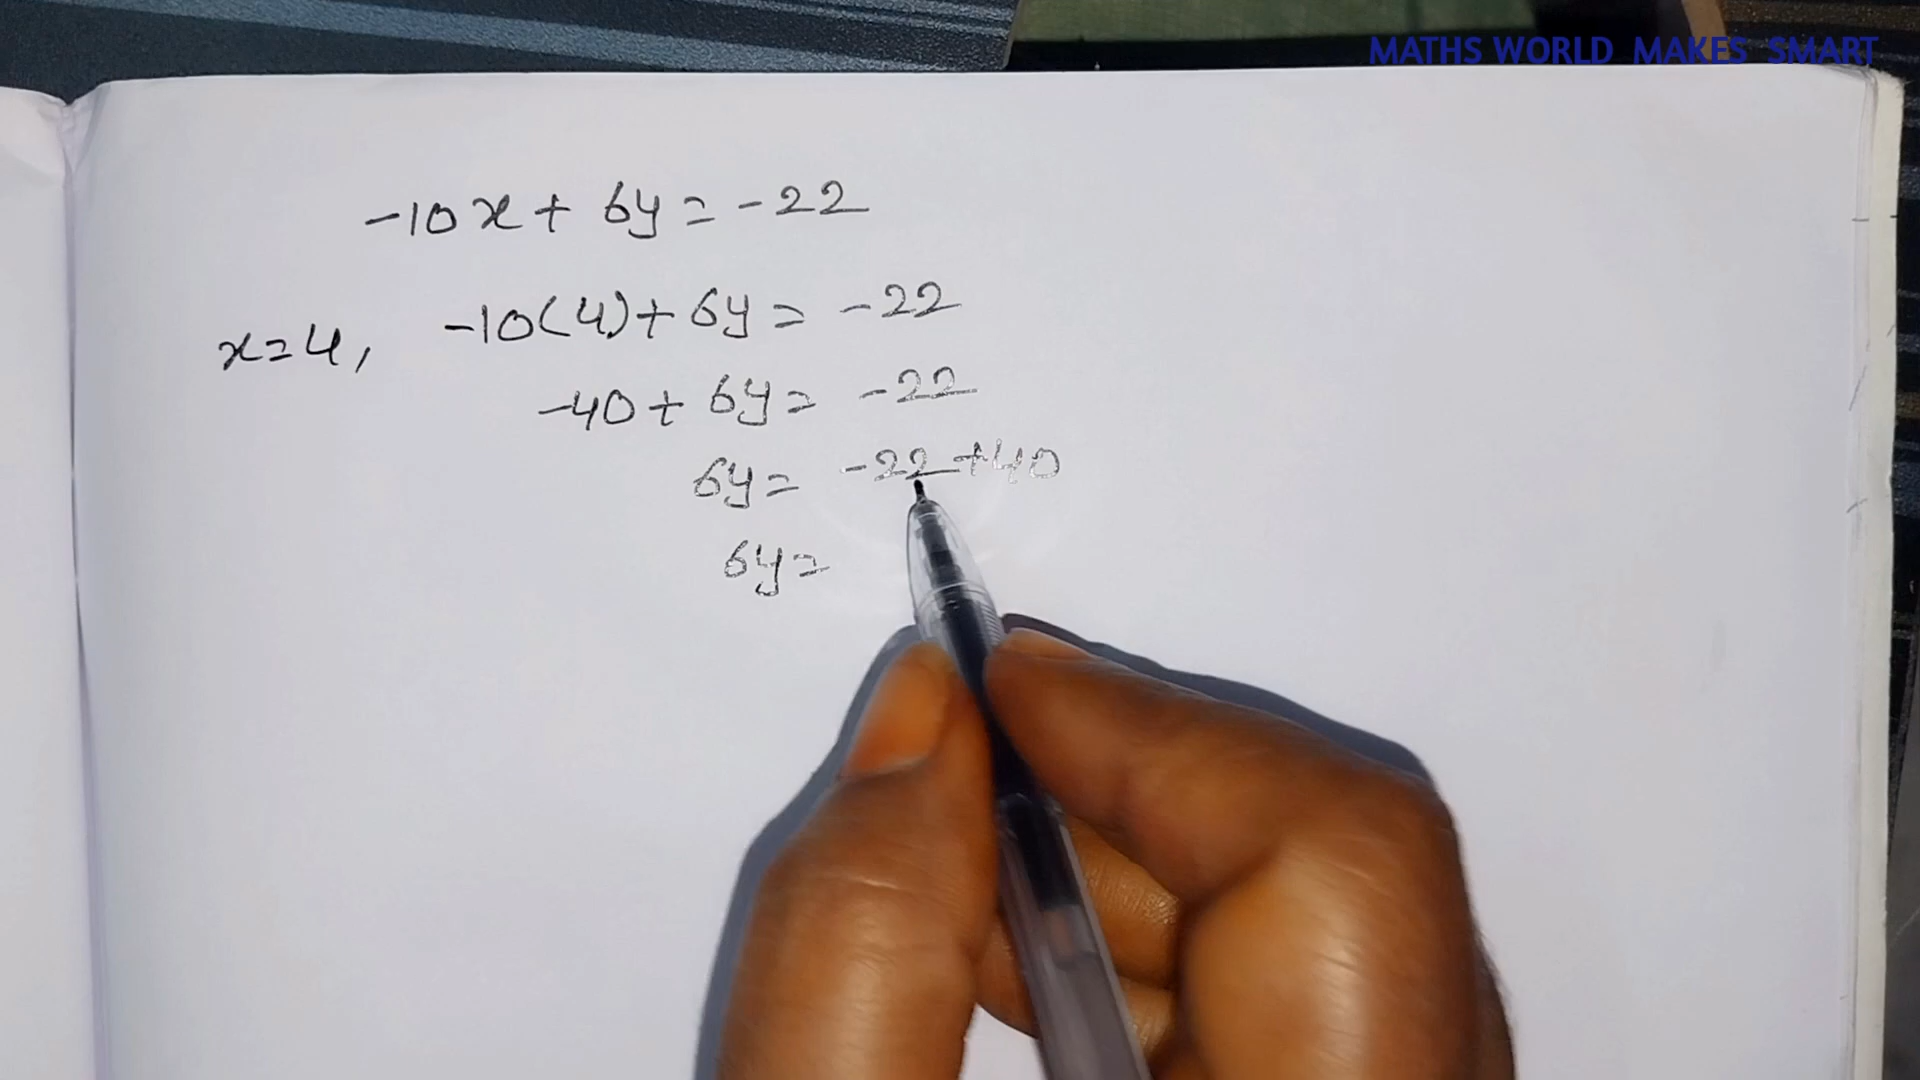 MATHS WORLD MAKES SMART
-10x + 6y = -22
x=4, -10(4)+6y = -22
-40 + 6y = -22
6y = -22+40
6y =